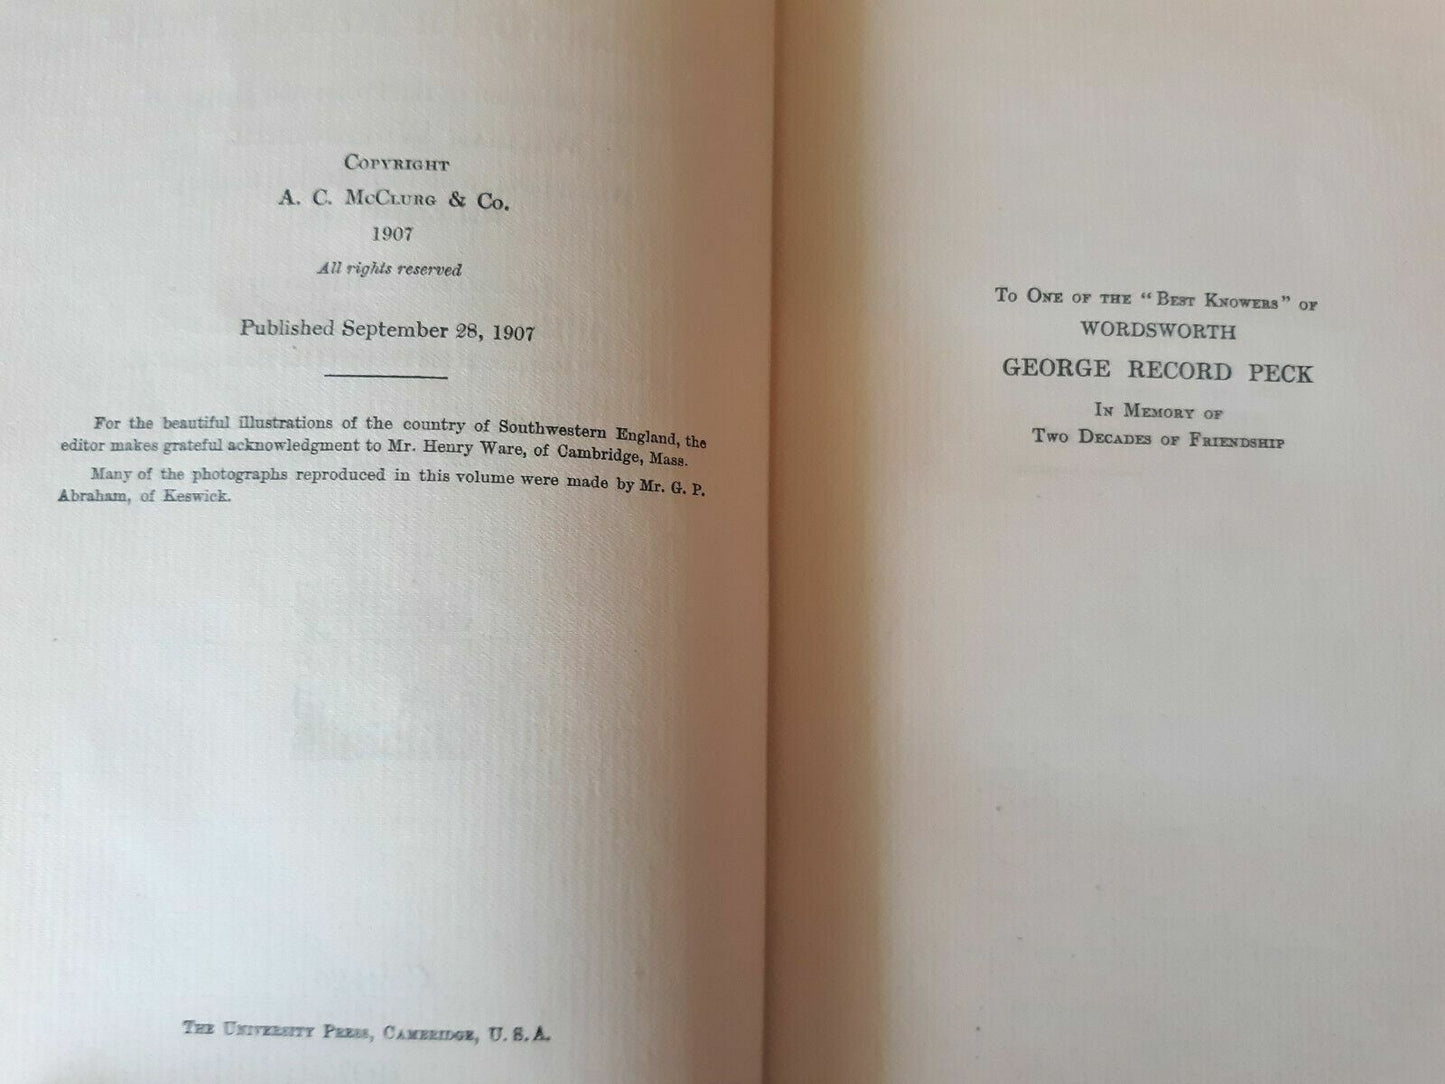 Copyright
A. C. McClurg & Co.
1907
All rights reserved
Published September 28, 1907
For the beautiful illustrations of the country of Southwestern England, the
editor makes grateful acknowledgment to Mr. Henry Ware, of Cambridge, Mass.
Many of the photographs reproduced in this volume were made by Mr. G. P.
Abraham, of Keswick.
The University Press, Cambridge, U. S. A.
To One of the "Best Knowers" of
WORDSWORTH
GEORGE RECORD PECK
In Memory of
Two Decades of Friendship